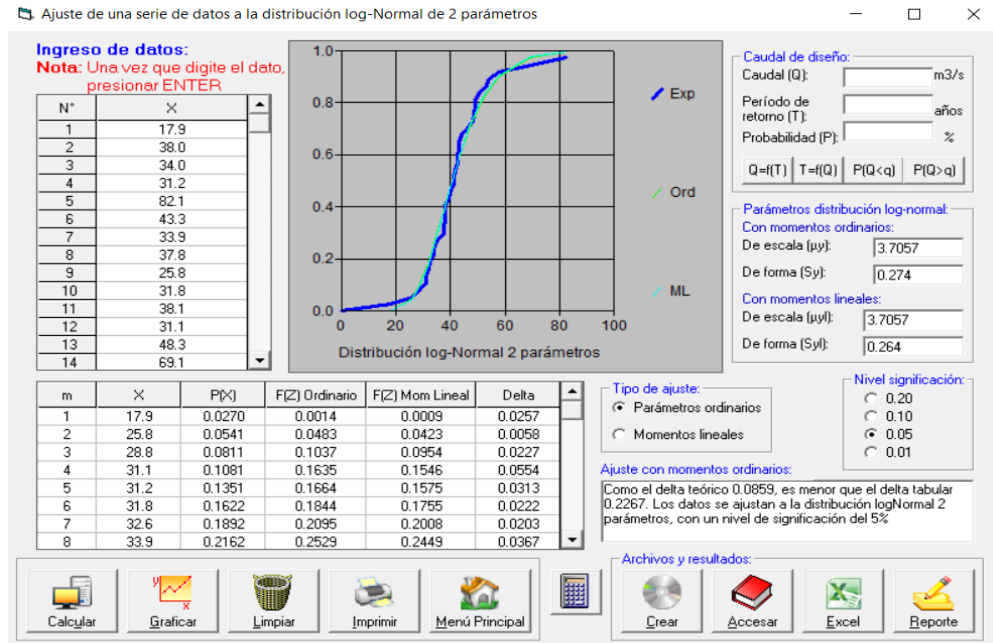 Ajuste de una serie de datos a la distribución log-Normal de 2 parámetros
Ingreso de datos:
Nota: Una vez que digite el dato,
presionar ENTER
N° X
1 17.9
2 38.0
3 34.0
4 31.2
5 82.1
6 43.3
7 33.9
8 37.8
9 25.8
10 31.8
11 38.1
12 31.1
13 48.3
14 69.1
1.0
0.8
0.6
0.4
0.2
0.0
0 20 40 60 80 100
Distribución log-Normal 2 parámetros
Exp
Ord
ML
Caudal de diseño:
Caudal (Q): m3/s
Período de
retorno (T): años
Probabilidad (P): %
Q=f(T) T=f(Q) P(Q<q) P(Q>q)
Parámetros distribución log-normal:
Con momentos ordinarios:
De escala (µy): 3.7057
De forma (Sy): 0.274
Con momentos lineales:
De escala (µyl): 3.7057
De forma (Syl): 0.264
m X P(X) F(Z) Ordinario F(Z) Mom Lineal Delta
1 17.9 0.0270 0.0014 0.0009 0.0257
2 25.8 0.0541 0.0483 0.0423 0.0058
3 28.8 0.0811 0.1037 0.0954 0.0227
4 31.1 0.1081 0.1635 0.1546 0.0554
5 31.2 0.1351 0.1664 0.1575 0.0313
6 31.8 0.1622 0.1844 0.1755 0.0222
7 32.6 0.1892 0.2095 0.2008 0.0203
8 33.9 0.2162 0.2529 0.2449 0.0367
Tipo de ajuste:
Parámetros ordinarios
Momentos lineales
Nivel significación:
0.20
0.10
0.05
0.01
Ajuste con momentos ordinarios:
Como el delta teórico 0.0859, es menor que el delta tabular
0.2267. Los datos se ajustan a la distribución logNormal 2
parámetros, con un nivel de significación del 5%
Calcular Graficar Limpiar Imprimir Menú Principal
Archivos y resultados:
Crear Accesar Excel Reporte